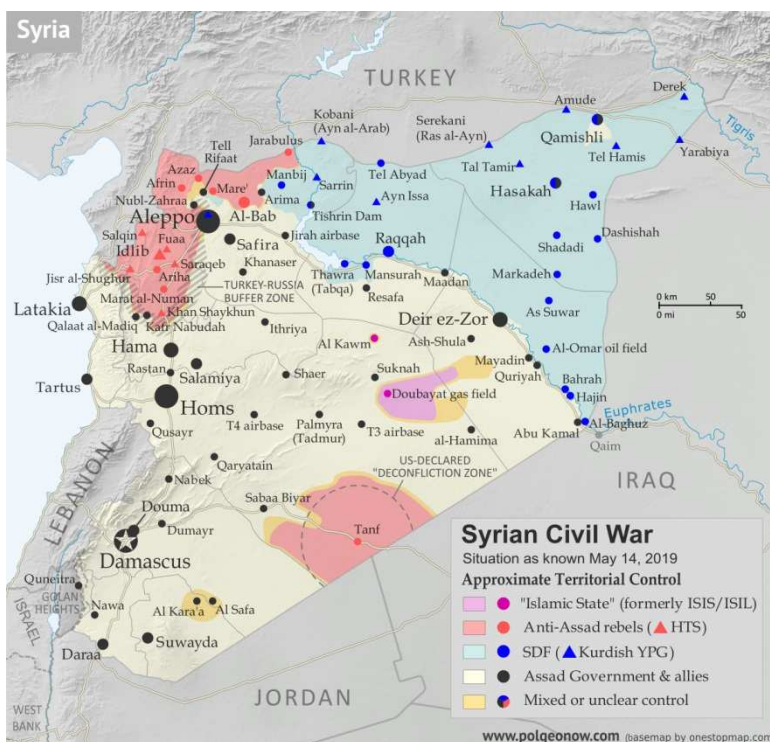 Syria
TURKEY
Derek
Amude
Kobani
(Ayn al-Arab)
Serekani
(Ras al-Ayn)
Qamishli
Tigris
Tell
Rifaat
Jarabulus
Azaz
Manbij
Tel Abyad
Tal Tamir
Tel Hamis
Yarabiya
Afrin
Mare'
Sarrin
Hasakah
Nubl-Zahraa
Arima
Ayn Issa
Hawl
Aleppo
Al-Bab
Tishrin Dam
Salqin
Fuaa
Jirah airbase
Raqqah
Shadadi
Dashishah
Idlib
Safira
Saraqeb
Khanaser
Thawra
(Tabqa)
Mansurah
Maadan
Markadeh
Jisr al-Shughur
Ariha
TURKEY-RUSSIA
BUFFER ZONE
Resafa
Marat al-Numan
As Suwar
0 km 50
0 mi 50
Latakia
Khan Shaykhun
Qalaat al-Madiq
Kafr Nabudah
Ithriya
Deir ez-Zor
Al Kawm
Ash-Shula
Al-Omar oil field
Hama
Mayadin
Rastan
Salamiya
Shaer
Suknah
Quriyah
Tartus
Doubayat gas field
Bahrah
Hajin
Homs
Euphrates
T4 airbase
Palmyra
(Tadmur)
T3 airbase
al-Hamima
Abu Kamal
Al-Baghuz
Qusayr
Qaim
LEBANON
Qaryatain
US-DECLARED
"DECONFLICTION ZONE"
IRAQ
Nabek
Douma
Sabaa Biyar
Dumayr
Tanf
Damascus
Quneitra
GOLAN
HEIGHTS
ISRAEL
Nawa
Al Kara'a
Al Safa
Daraa
Suwayda
JORDAN
WEST
BANK
Syrian Civil War
Situation as known May 14, 2019
Approximate Territorial Control
"Islamic State" (formerly ISIS/ISIL)
Anti-Assad rebels ( HTS)
SDF ( Kurdish YPG)
Assad Government & allies
Mixed or unclear control
www.polgeonow.com (basemap by onestopmap.com